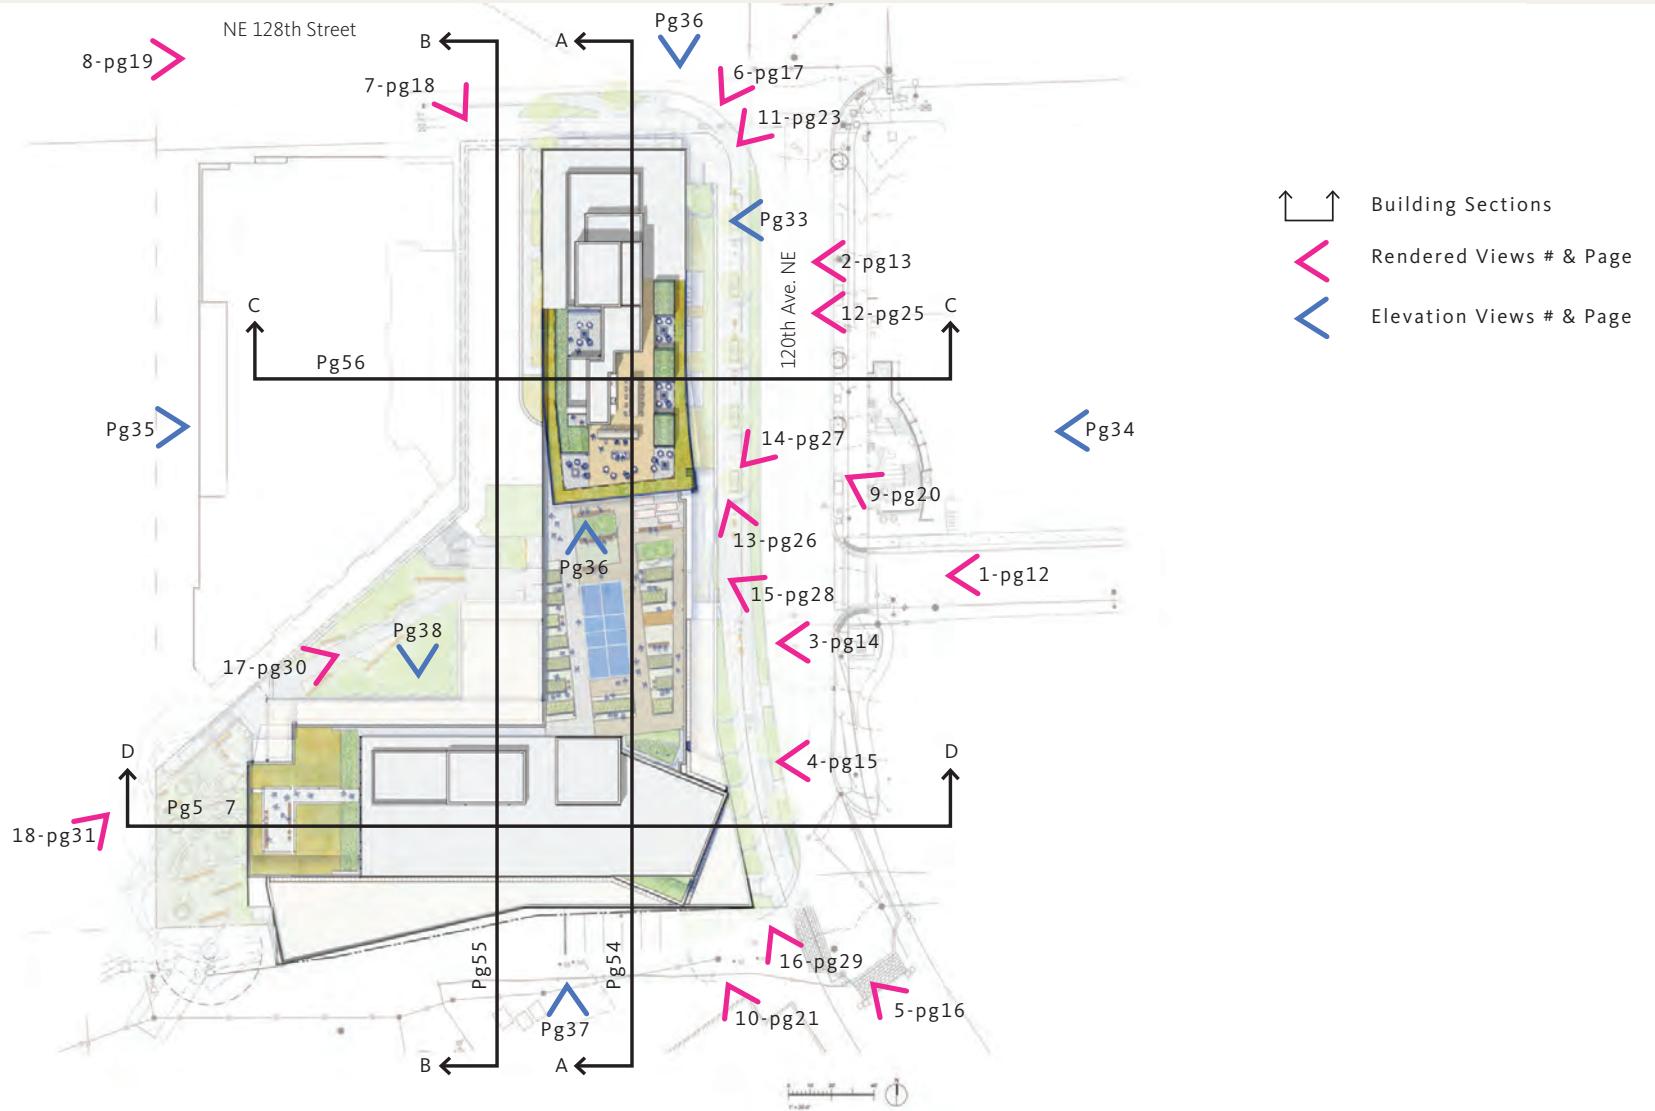 NE 128th Street
Pg36
B
A
8-pg19
7-pg18
6-pg17
11-pg23
Pg33
120th Ave. NE
2-pg13
12-pg25
Building Sections
Rendered Views # & Page
Elevation Views # & Page
C
C
Pg56
Pg35
14-pg27
Pg34
9-pg20
13-pg26
Pg36
1-pg12
15-pg28
Pg38
3-pg14
17-pg30
D
D
4-pg15
Pg5 7
18-pg31
Pg55
Pg54
16-pg29
5-pg16
10-pg21
Pg37
B
A